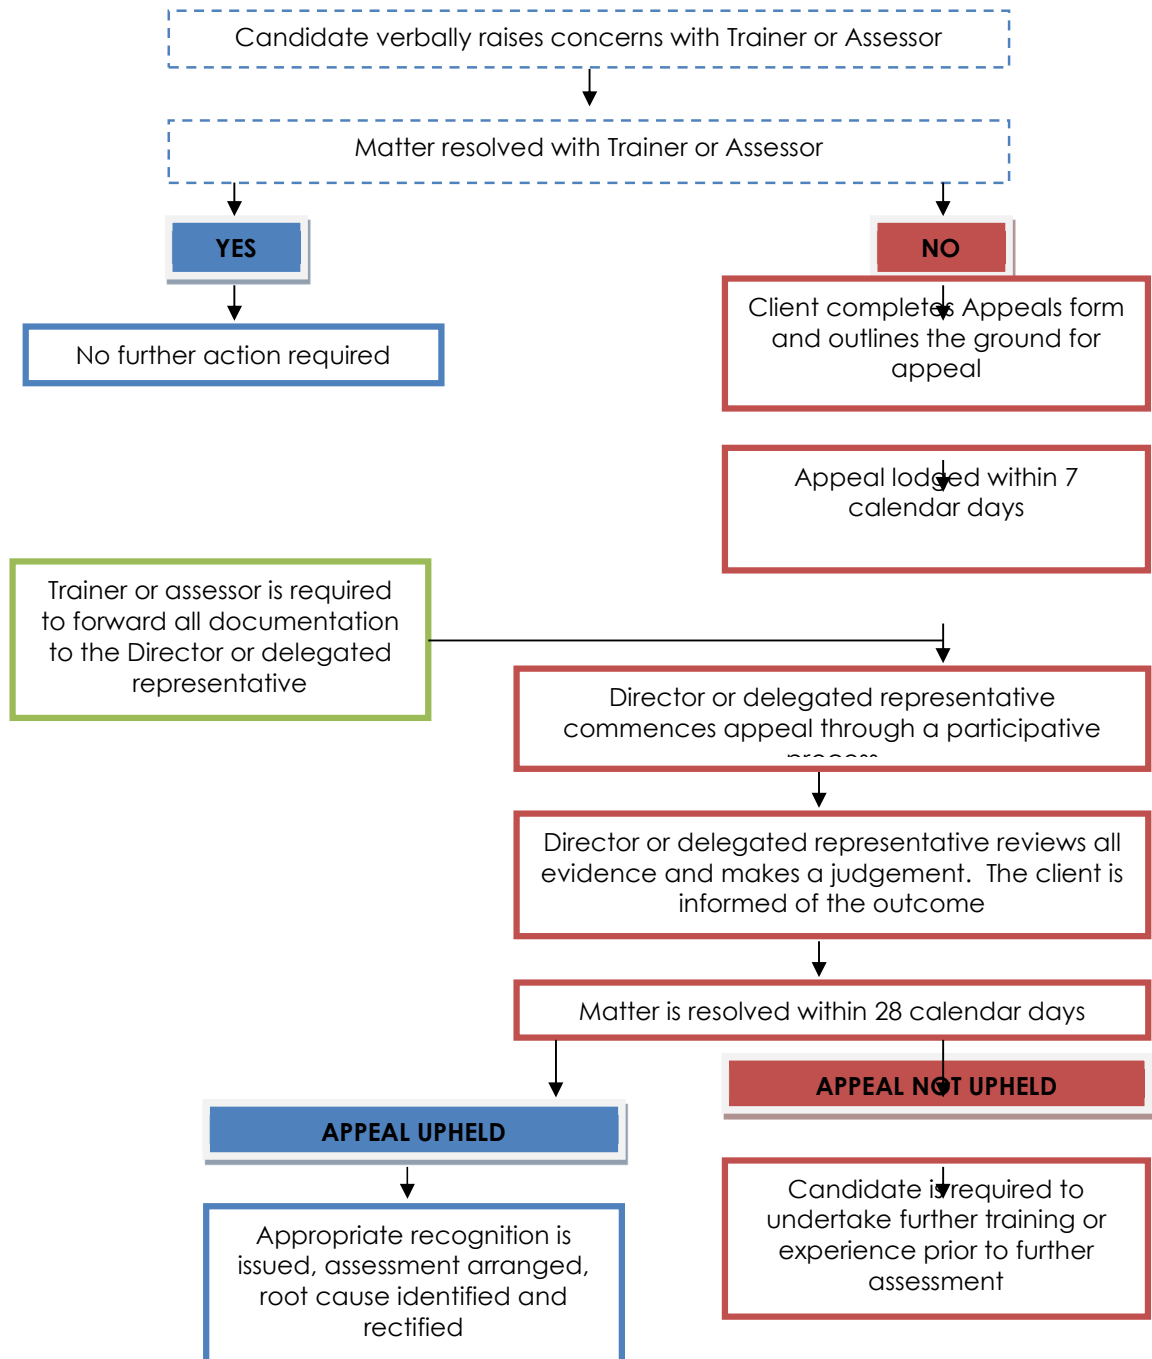 Candidate verbally raises concerns with Trainer or Assessor
Matter resolved with Trainer or Assessor
YES
NO
No further action required
Client completes Appeals form
and outlines the ground for
appeal
Appeal lodged within 7
calendar days
Trainer or assessor is required
to forward all documentation
to the Director or delegated
representative
Director or delegated representative
commences appeal through a participative
process
Director or delegated representative reviews all
evidence and makes a judgement.  The client is
informed of the outcome
Matter is resolved within 28 calendar days
APPEAL UPHELD
APPEAL NOT UPHELD
Appropriate recognition is
issued, assessment arranged,
root cause identified and
rectified
Candidate is required to
undertake further training or
experience prior to further
assessment